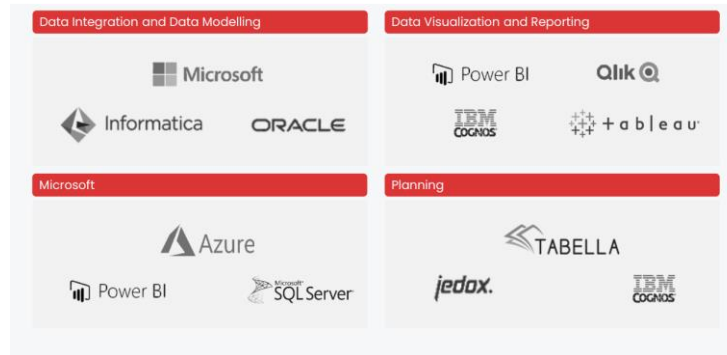 Data Integration and Data Modelling
Microsoft
Informatica
ORACLE
Data Visualization and Reporting
Power BI
Qlik Q
IBM
COGNOS
+ a b l e a u
Microsoft
Azure
Power BI
Microsoft
SQL Server
Planning
TABELLA
jedox.
IBM
COGNOS